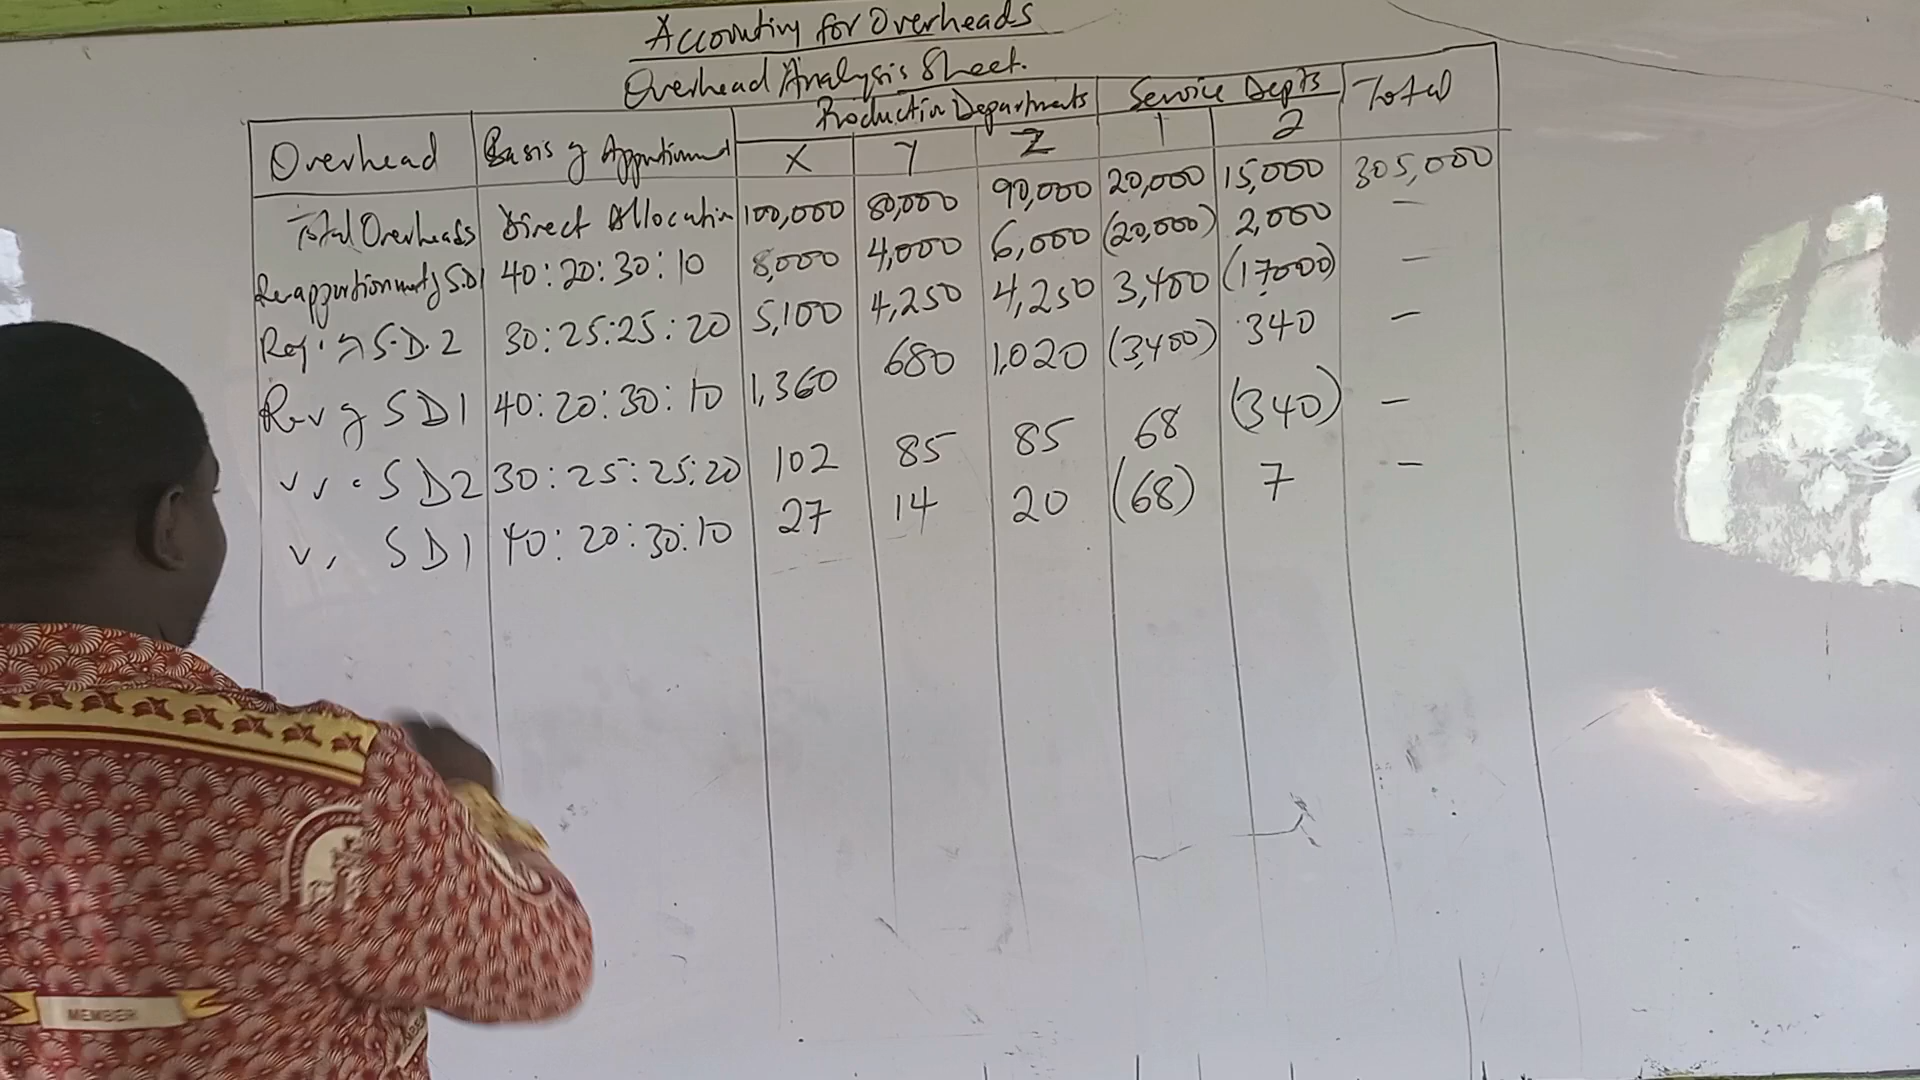 Accounting for Overheads
Overhead Analysis Sheet.
Production Departments Service Depts Total
Overhead Basis of Apportionment X Y Z 1 2
Total Overheads Direct Allocation 100,000 80,000 90,000 20,000 15,000 305,000
Re-apportionment of S.D1 40:20:30:10 8,000 4,000 6,000 (20,000) 2,000 -
S.D.2 30:25:25:20 5,100 4,250 4,250 3,400 (17,000) -
SD1 40:20:30:10 1,360 680 1,020 (3,400) 340 -
SD2 30:25:25:20 102 85 85 68 (340) -
SD1 40:20:30:10 27 14 20 (68) 7 -
MEMBER